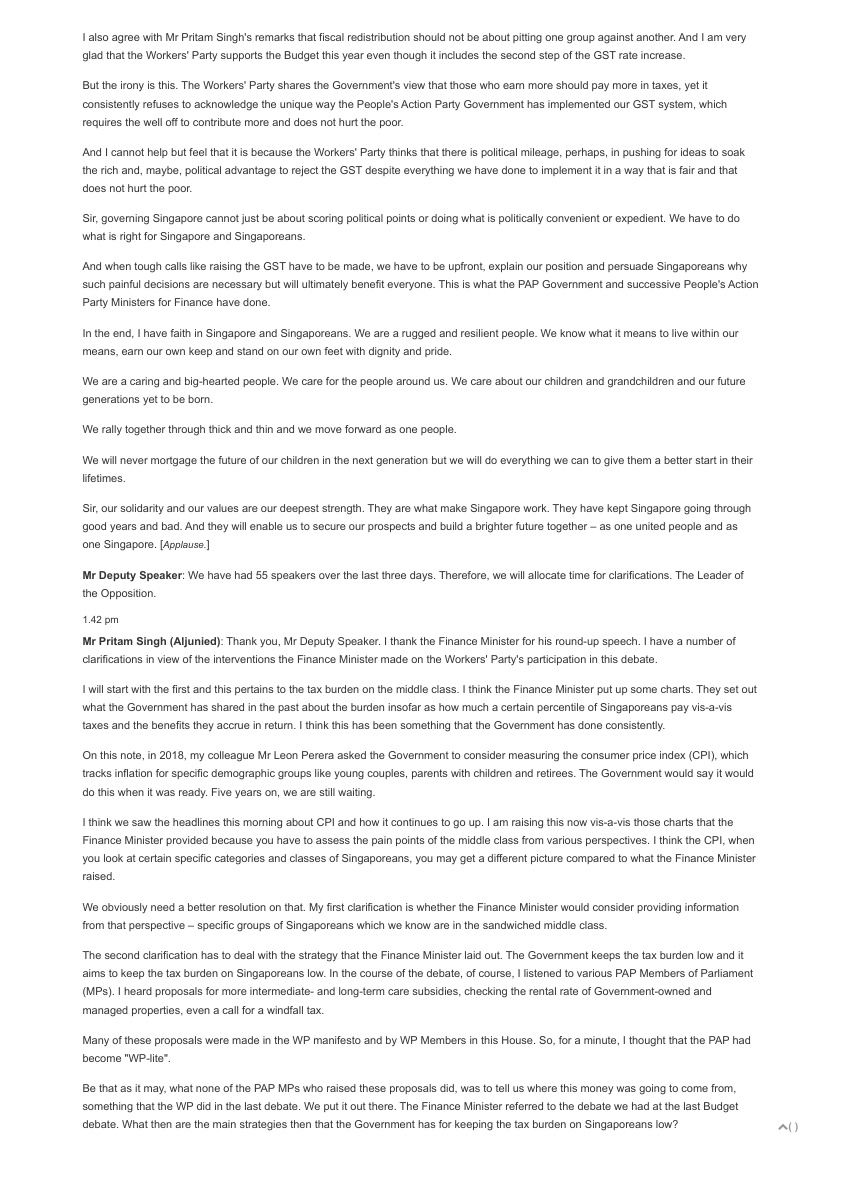 I also agree with Mr Pritam Singh's remarks that fiscal redistribution should not be about pitting one group against another. And I am very
glad that the Workers' Party supports the Budget this year even though it includes the second step of the GST rate increase.
But the irony is this. The Workers' Party shares the Government's view that those who earn more should pay more in taxes, yet it
consistently refuses to acknowledge the unique way the People's Action Party Government has implemented our GST system, which
requires the well off to contribute more and does not hurt the poor.
And I cannot help but feel that it is because the Workers' Party thinks that there is political mileage, perhaps, in pushing for ideas to soak
the rich and, maybe, political advantage to reject the GST despite everything we have done to implement it in a way that is fair and that
does not hurt the poor.
Sir, governing Singapore cannot just be about scoring political points or doing what is politically convenient or expedient. We have to do
what is right for Singapore and Singaporeans.
And when tough calls like raising the GST have to be made, we have to be upfront, explain our position and persuade Singaporeans why
such painful decisions are necessary but will ultimately benefit everyone. This is what the PAP Government and successive People's Action
Party Ministers for Finance have done.
In the end, I have faith in Singapore and Singaporeans. We are a rugged and resilient people. We know what it means to live within our
means, earn our own keep and stand on our own feet with dignity and pride.
We are a caring and big-hearted people. We care for the people around us. We care about our children and grandchildren and our future
generations yet to be born.
We rally together through thick and thin and we move forward as one people.
We will never mortgage the future of our children in the next generation but we will do everything we can to give them a better start in their
lifetimes.
Sir, our solidarity and our values are our deepest strength. They are what make Singapore work. They have kept Singapore going through
good years and bad. And they will enable us to secure our prospects and build a brighter future together – as one united people and as
one Singapore. [Applause.]
Mr Deputy Speaker: We have had 55 speakers over the last three days. Therefore, we will allocate time for clarifications. The Leader of
the Opposition.
1.42 pm
Mr Pritam Singh (Aljunied): Thank you, Mr Deputy Speaker. I thank the Finance Minister for his round-up speech. I have a number of
clarifications in view of the interventions the Finance Minister made on the Workers' Party's participation in this debate.
I will start with the first and this pertains to the tax burden on the middle class. I think the Finance Minister put up some charts. They set out
what the Government has shared in the past about the burden insofar as how much a certain percentile of Singaporeans pay vis-a-vis
taxes and the benefits they accrue in return. I think this has been something that the Government has done consistently.
On this note, in 2018, my colleague Mr Leon Perera asked the Government to consider measuring the consumer price index (CPI), which
tracks inflation for specific demographic groups like young couples, parents with children and retirees. The Government would say it would
do this when it was ready. Five years on, we are still waiting.
I think we saw the headlines this morning about CPI and how it continues to go up. I am raising this now vis-a-vis those charts that the
Finance Minister provided because you have to assess the pain points of the middle class from various perspectives. I think the CPI, when
you look at certain specific categories and classes of Singaporeans, you may get a different picture compared to what the Finance Minister
raised.
We obviously need a better resolution on that. My first clarification is whether the Finance Minister would consider providing information
from that perspective – specific groups of Singaporeans which we know are in the sandwiched middle class.
The second clarification has to deal with the strategy that the Finance Minister laid out. The Government keeps the tax burden low and it
aims to keep the tax burden on Singaporeans low. In the course of the debate, of course, I listened to various PAP Members of Parliament
(MPs). I heard proposals for more intermediate- and long-term care subsidies, checking the rental rate of Government-owned and
managed properties, even a call for a windfall tax.
Many of these proposals were made in the WP manifesto and by WP Members in this House. So, for a minute, I thought that the PAP had
become "WP-lite".
Be that as it may, what none of the PAP MPs who raised these proposals did, was to tell us where this money was going to come from,
something that the WP did in the last debate. We put it out there. The Finance Minister referred to the debate we had at the last Budget
debate. What then are the main strategies then that the Government has for keeping the tax burden on Singaporeans low?
( )